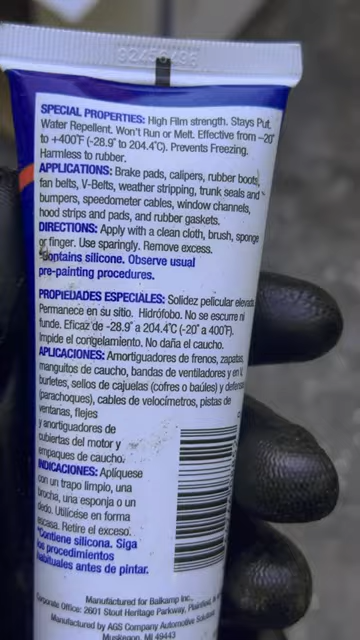 SPECIAL PROPERTIES: High Film strength. Stays Put.
Water Repellent. Won't Run or Melt. Effective from -20°
to +400°F (-28.9° to 204.4°C). Prevents Freezing.
Harmless to rubber.
APPLICATIONS: Brake pads, calipers, rubber boots,
fan belts, V-Belts, weather stripping, trunk seals and
bumpers, speedometer cables, window channels,
hood strips and pads, and rubber gaskets.
DIRECTIONS: Apply with a clean cloth, brush, sponge
or finger. Use sparingly. Remove excess.
*Contains silicone. Observe usual
pre-painting procedures.
PROPIEDADES ESPECIALES: Solidez pelicular
Permanece en su sitio. Hidrófobo. No se escurre ni
funde. Eficaz de -28.9° a 204.4°C (-20° a 400°F).
Impide el congelamiento. No daña el caucho.
APLICACIONES: Amortiguadores de frenos, zapatas,
manguitos de caucho, bandas de ventiladores y en V,
burletes, sellos de cajuelas (cofres o baúles) y
(parachoques), cables de velocímetros, pistas de
ventanas, flejes
y amortiguadores de
cubiertas del motor y
empaques de caucho.
INDICACIONES: Aplíquese
con un trapo limpio, una
brocha, una esponja o un
dedo. Utilícese en forma
escasa. Retire el exceso.
*Contiene silicona. Siga
los procedimientos
habituales antes de pintar.
Manufactured for Balkamp Inc.,
Corporate Office: 2601 Stout Heritage Parkway, Plainfield,
Manufactured by AGS Company Automotive Solutions
Muskegon, MI 49443